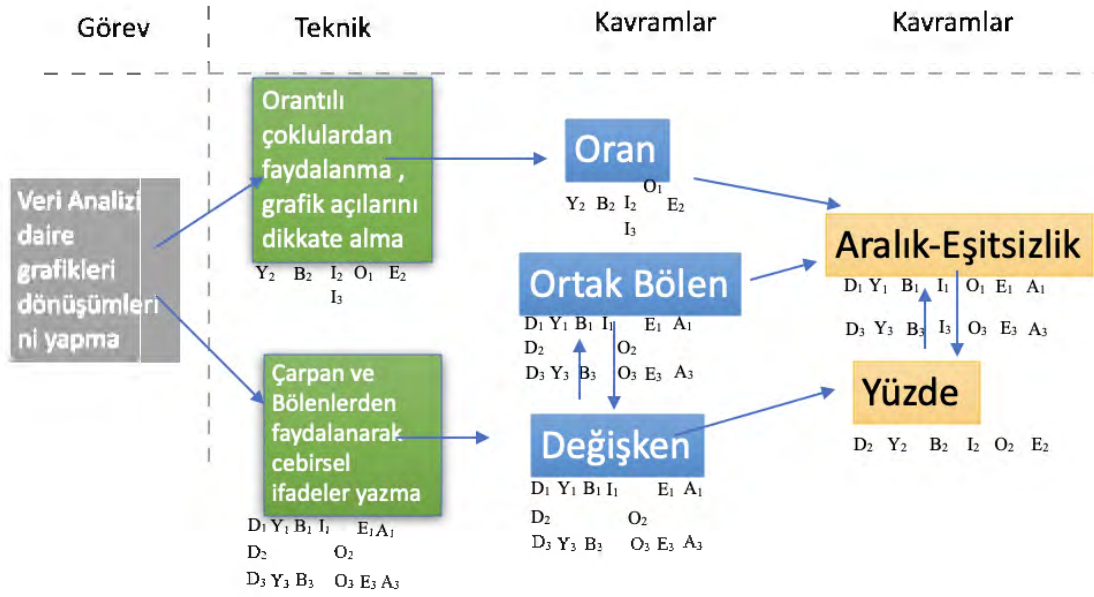 Görev
Teknik
Kavramlar
Kavramlar
Veri Analizi
daire
grafikleri
dönüşümleri
ni yapma
Orantılı
çoklulardan
faydalanma ,
grafik açılarını
dikkate alma
Y2 B2 I2 O1 E2
I3
Çarpan ve
Bölenlerden
faydalanarak
cebirsel
ifadeler yazma
D1 Y1 B1 I1 E1 A1
D2 O2
D3 Y3 B3 O3 E3 A3
Oran
O1
Y2 B2 I2 E2
I3
Ortak Bölen
D1 Y1 B1 I1 E1 A1
D2 O2
D3 Y3 B3 O3 E3 A3
Değişken
D1 Y1 B1 I1 E1 A1
D2 O2
D3 Y3 B3 O3 E3 A3
Aralık-Eşitsizlik
D1 Y1 B1 I1 O1 E1 A1
D3 Y3 B3 I3 O3 E3 A3
Yüzde
D2 Y2 B2 I2 O2 E2